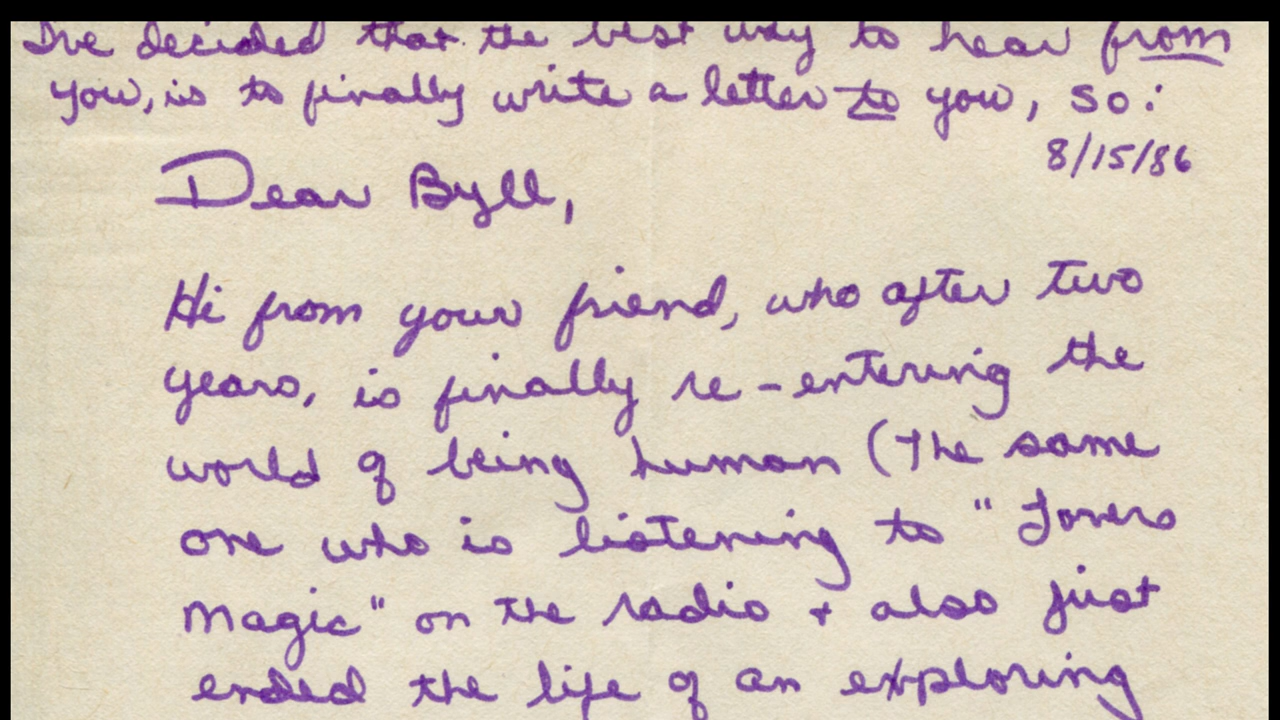 I've decided that the best way to hear from
you, is to finally write a letter to you, so:
8/15/86
Dear Byll,
Hi from your friend, who after two
years, is finally re-entering the
world of being human (The same
one who is listening to "Lovers
Magic" on the radio + also just
ended the life of an exploring